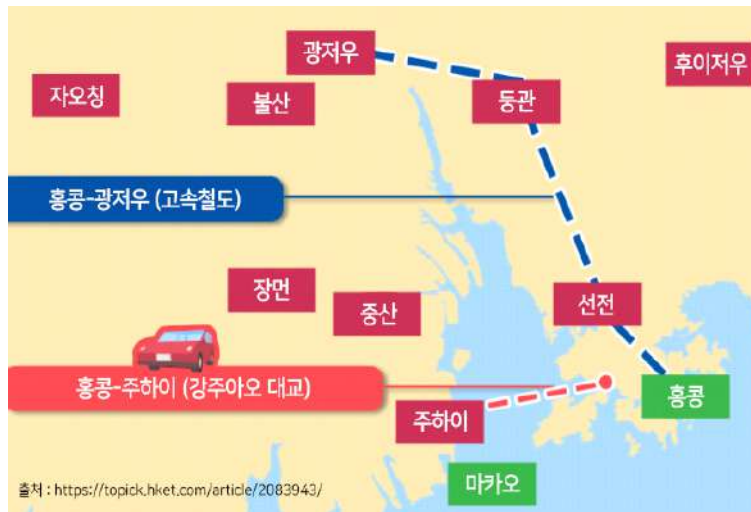 광저우
후이저우
자오칭
불산
둥관
홍콩-광저우 (고속철도)
장먼
중산
선전
홍콩-주하이 (강주아오 대교)
홍콩
주하이
마카오
출처 : https://topick.hket.com/article/2083943/